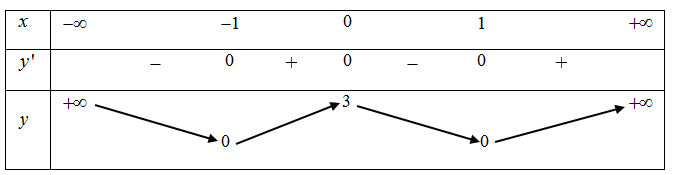 x −∞ −1 0 1 +∞
y' − 0 + 0 − 0 +
+∞ 3 +∞
y
0 0